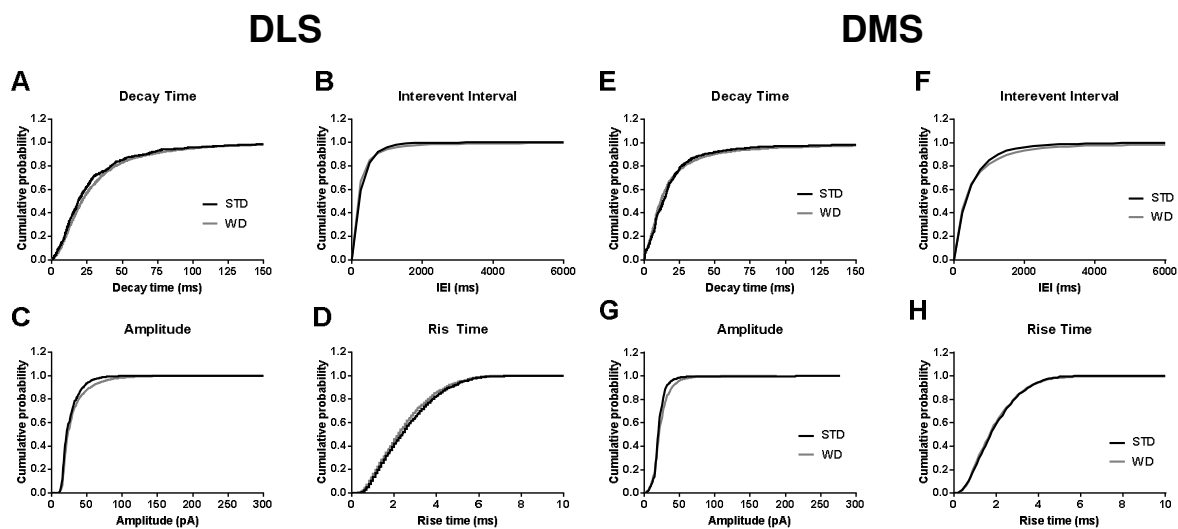 DLS
DMS
A
Decay Time
Cumulative probability
1.2
1.0
0.8
0.6
0.4
0.2
0.0
STD
WD
0 25 50 75 100 125 150
Decay time (ms)
B
Interevent Interval
Cumulative probability
1.2
1.0
0.8
0.6
0.4
0.2
0.0
0 2000 4000 6000
IEI (ms)
E
Decay Time
Cumulative probability
1.2
1.0
0.8
0.6
0.4
0.2
0.0
STD
WD
0 25 50 75 100 125 150
Decay time (ms)
F
Interevent Interval
Cumulative probability
1.2
1.0
0.8
0.6
0.4
0.2
0.0
STD
WD
0 2000 4000 6000
IEI (ms)
C
Amplitude
Cumulative probability
1.2
1.0
0.8
0.6
0.4
0.2
0.0
0 50 100 150 200 250 300
Amplitude (pA)
D
Ris Time
Cumulative probability
1.2
1.0
0.8
0.6
0.4
0.2
0.0
0 2 4 6 8 10
Rise time (ms)
G
Amplitude
Cumulative probability
1.2
1.0
0.8
0.6
0.4
0.2
0.0
STD
WD
0 50 100 150 200 250 300
Amplitude (pA)
H
Rise Time
Cumulative probability
1.2
1.0
0.8
0.6
0.4
0.2
0.0
STD
WD
0 2 4 6 8 10
Rise time (ms)